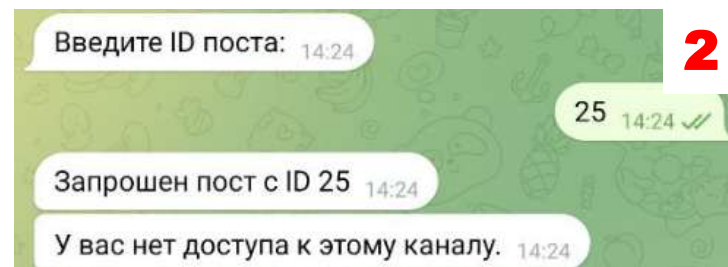 Введите ID поста: 14:24
2
25 14:24
Запрошен пост с ID 25 14:24
У вас нет доступа к этому каналу. 14:24